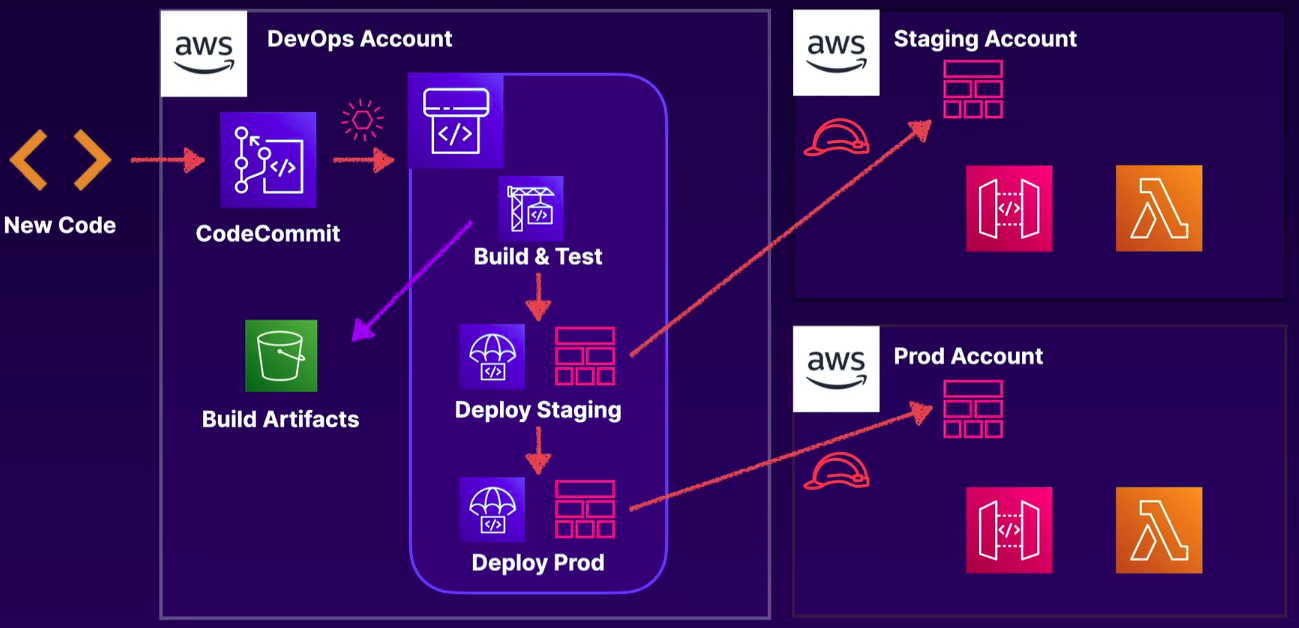 aws
DevOps Account
New Code
CodeCommit
</>
</>
</>
Build & Test
Build Artifacts
</>
Deploy Staging
</>
Deploy Prod
aws
Staging Account
</>
aws
Prod Account
</>